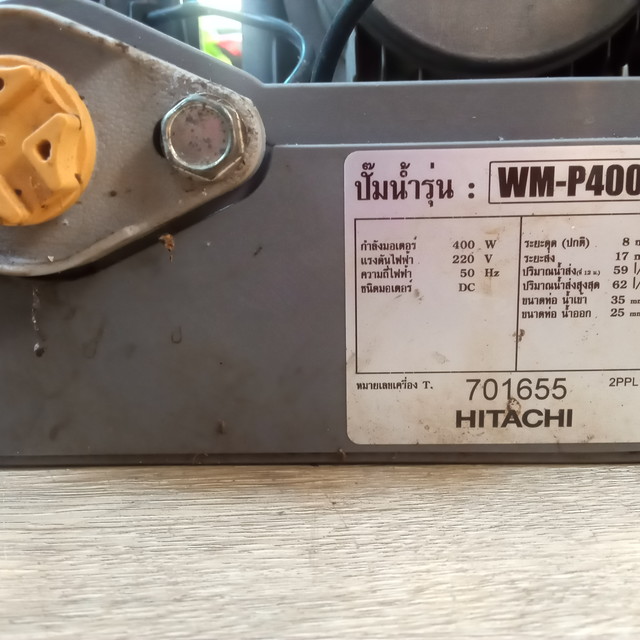 ปั๊มน้ำรุ่น : WM-P400
กำลังมอเตอร์ 400 W
แรงดันไฟฟ้า 220 V
ความถี่ไฟฟ้า 50 Hz
ชนิดมอเตอร์ DC
ระยะดูด (ปกติ) 8 m
ระยะส่ง 17 m
ปริมาณน้ำส่ง(ที่ 12 ม.) 59 l/
ปริมาณน้ำส่งสูงสุด 62 l/
ขนาดท่อ น้ำเข้า 35 mm
ขนาดท่อ น้ำออก 25 mm
หมายเลขเครื่อง T. 701655 2PPL
HITACHI